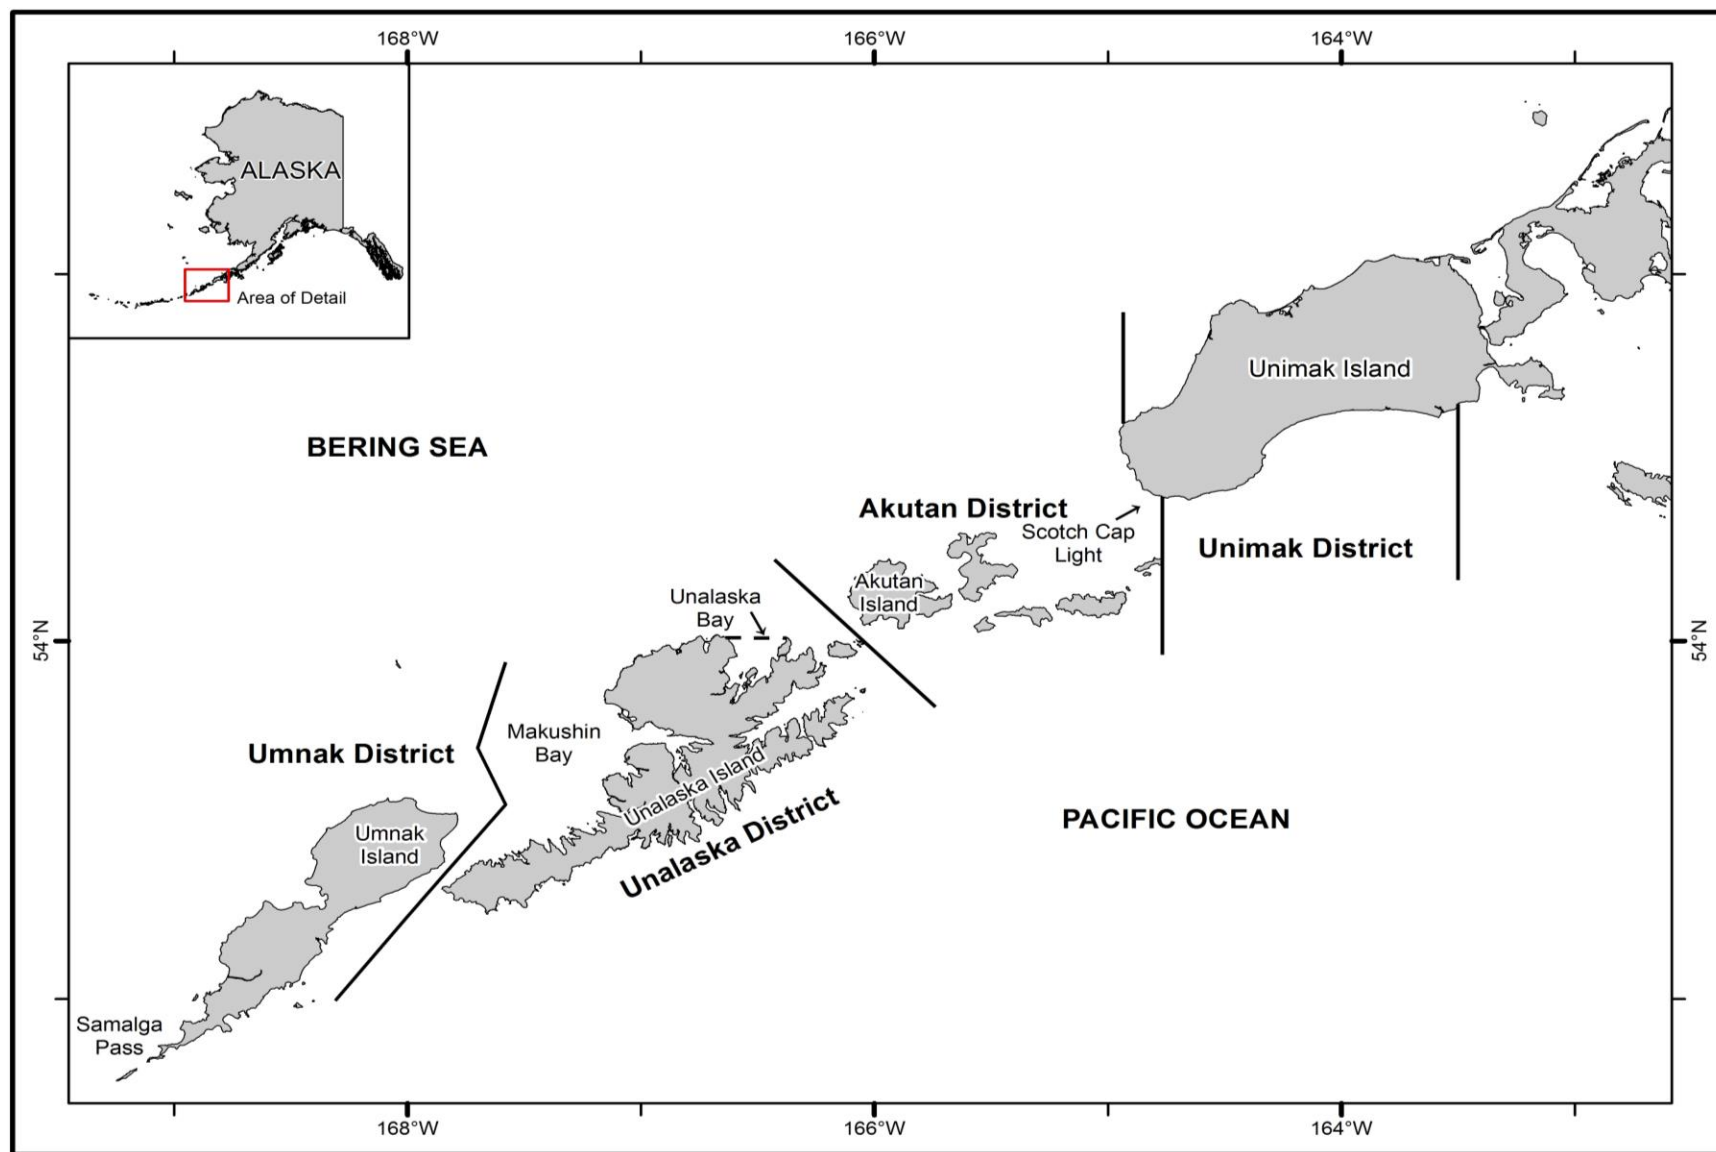 168°W
166°W
164°W
ALASKA
Area of Detail
Unimak Island
BERING SEA
Akutan District
Scotch Cap
Light
Unimak District
Akutan
Island
Unalaska
Bay
54°N
54°N
Makushin
Bay
Umnak District
Unalaska Island
PACIFIC OCEAN
Umnak
Island
Unalaska District
Samalga
Pass
168°W
166°W
164°W